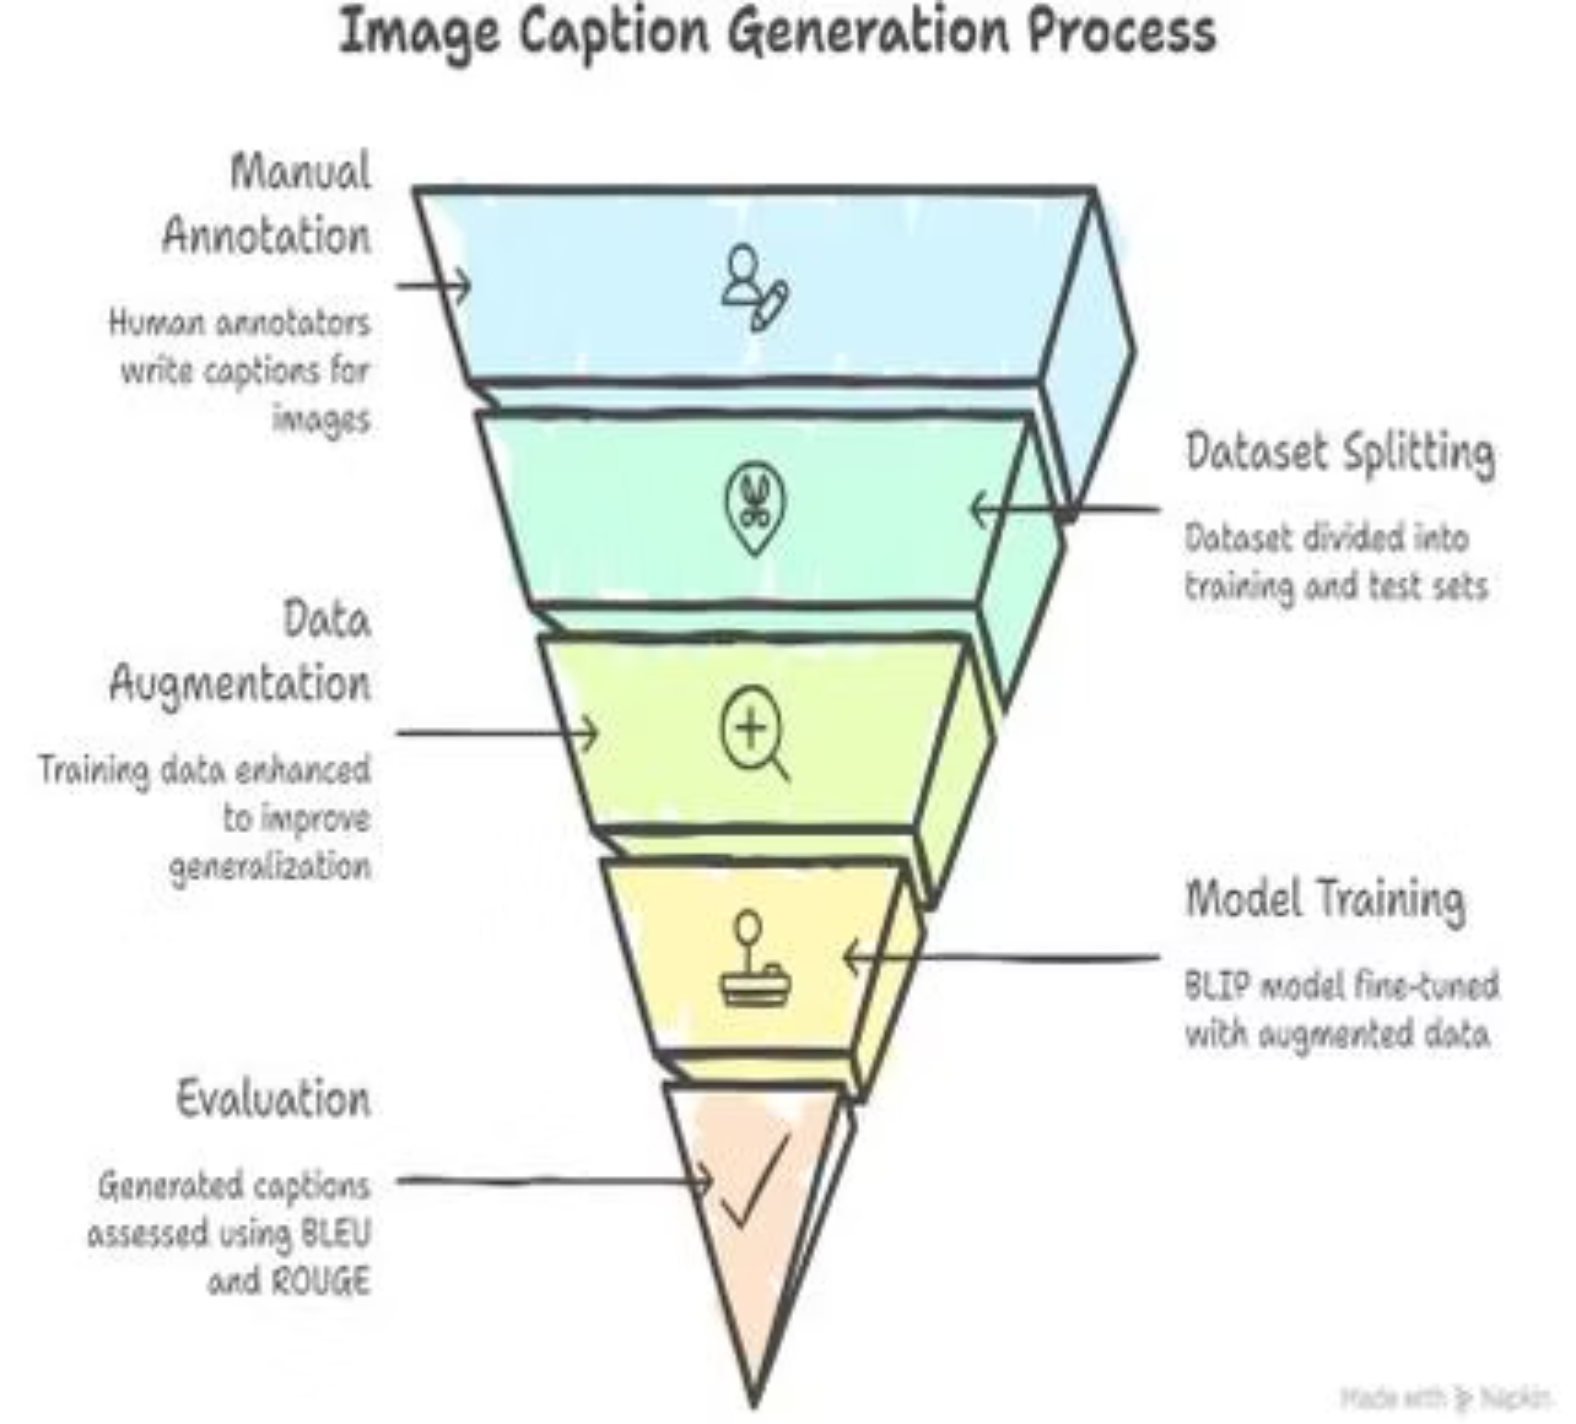 Image Caption Generation Process
Manual
Annotation
Human annotators
write captions for
images
Dataset Splitting
Dataset divided into
training and test sets
Data
Augmentation
Training data enhanced
to improve
generalization
Model Training
BLIP model fine-tuned
with augmented data
Evaluation
Generated captions
assessed using BLEU
and ROUGE
Made with Napkin